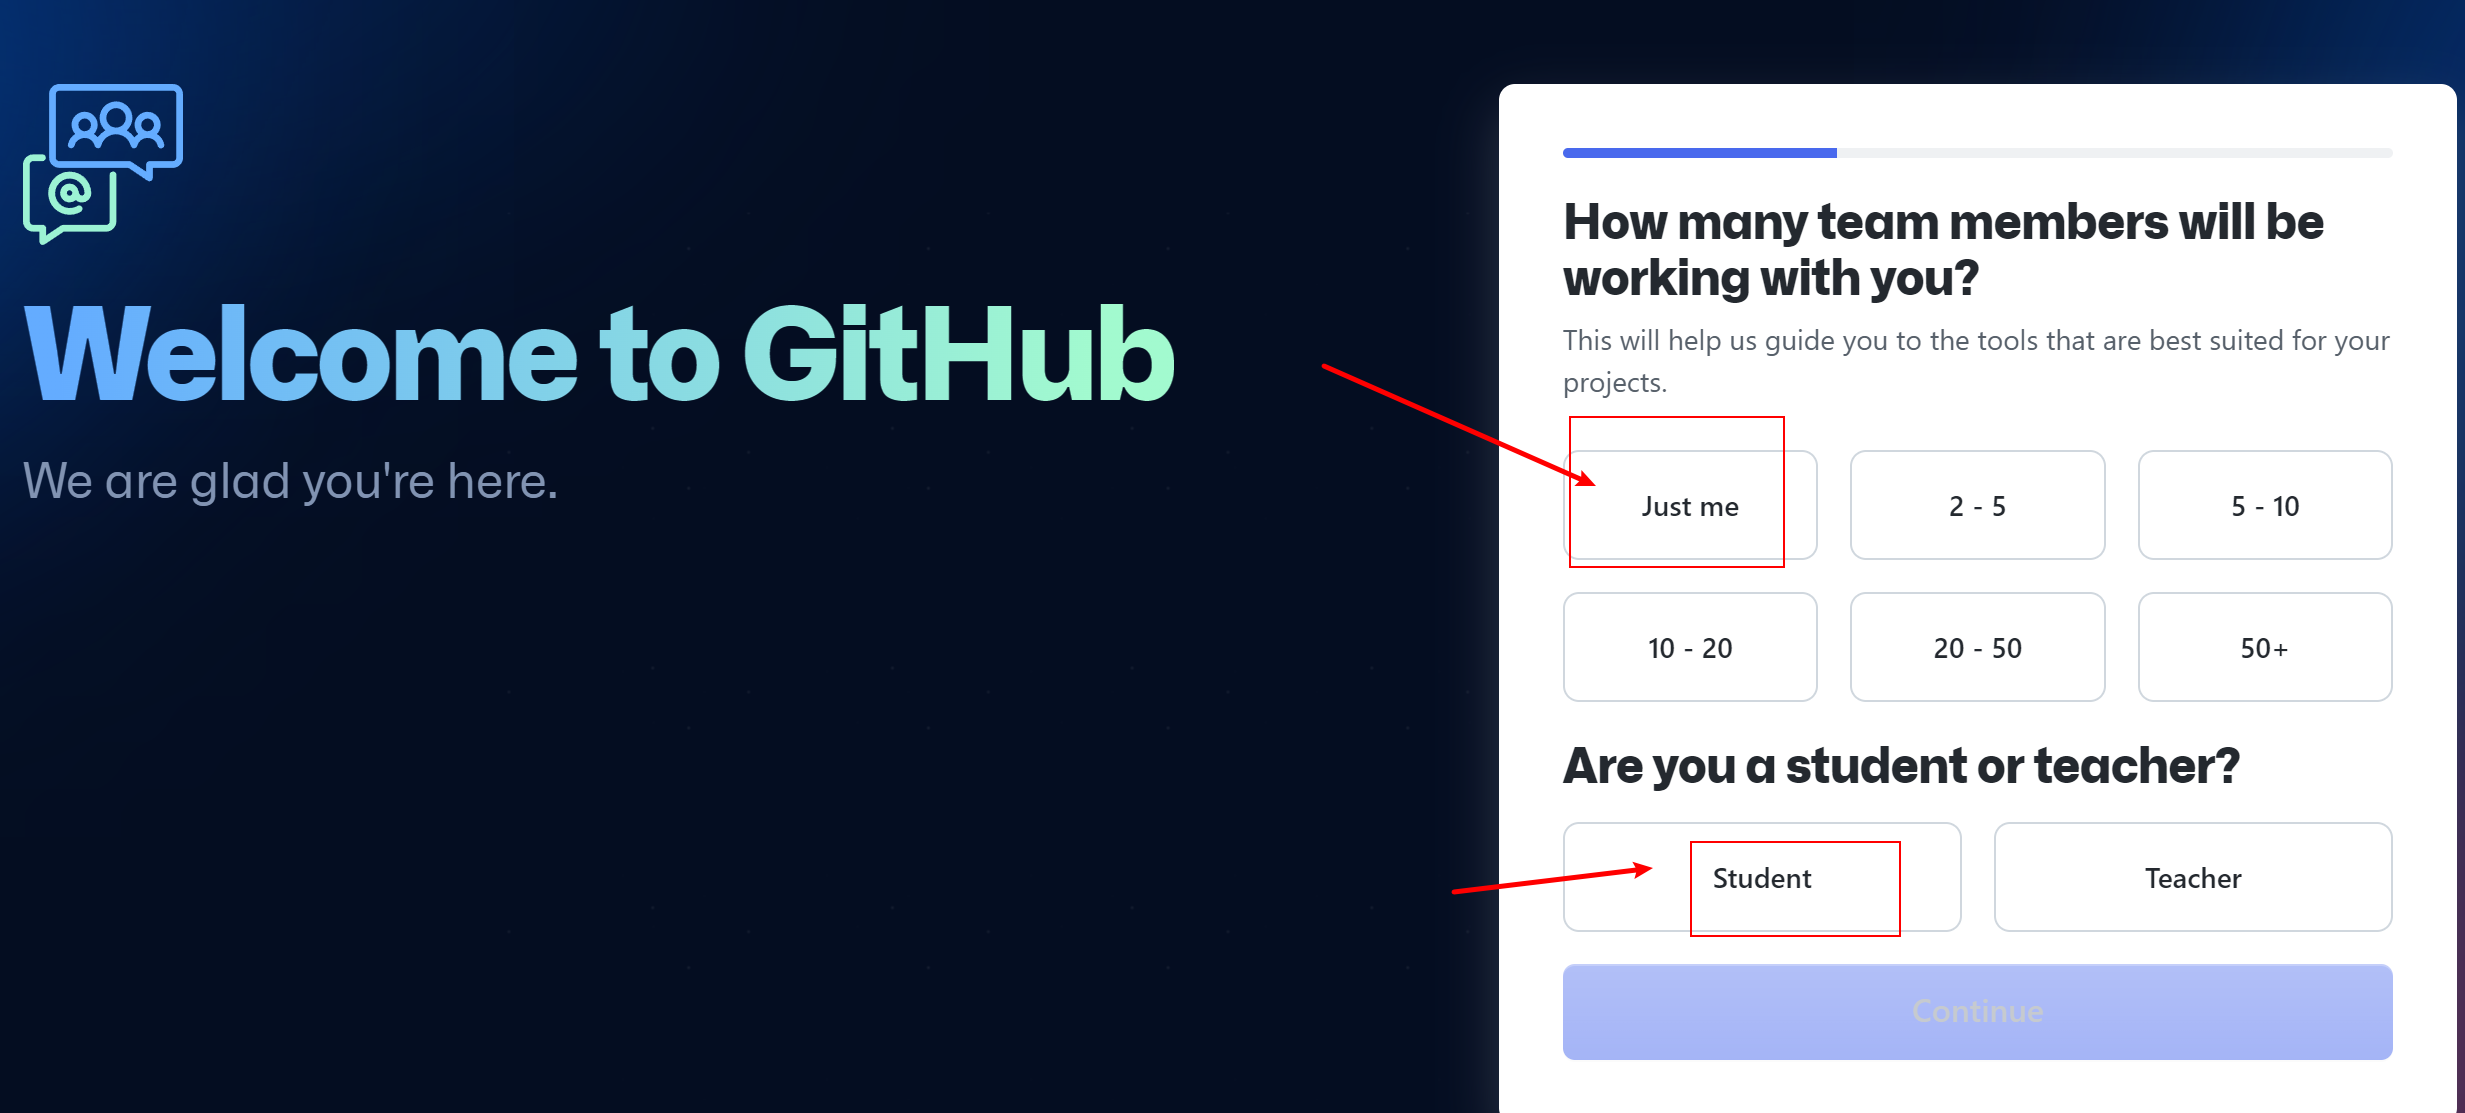 Welcome to GitHub
We are glad you're here.
How many team members will be
working with you?
This will help us guide you to the tools that are best suited for your
projects.
Just me
2 - 5
5 - 10
10 - 20
20 - 50
50+
Are you a student or teacher?
Student
Teacher
Continue